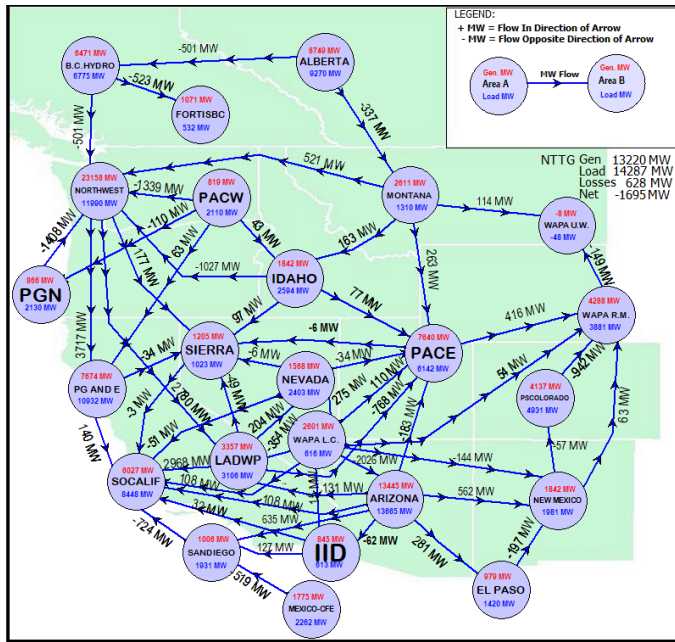 LEGEND:
+ MW = Flow In Direction of Arrow
- MW = Flow Opposite Direction of Arrow
Gen. MW
Area A
Load MW
MW Flow
Gen. MW
Area B
Load MW
NTTG Gen 13220 MW
Load 14287 MW
Losses 628 MW
Net -1695 MW
6471 MW
B.C.HYDRO
6775 MW
-501 MW
8749 MW
ALBERTA
9270 MW
-523 MW
1071 MW
FORTISBC
532 MW
-337 MW
-501 MW
521 MW
23158 MW
NORTHWEST
11990 MW
-1339 MW
819 MW
PACW
2110 MW
2611 MW
MONTANA
1310 MW
114 MW
-8 MW
WAPA U.W.
-48 MW
-110 MW
43 MW
163 MW
63 MW
-1408 MW
177 MW
-1027 MW
1842 MW
IDAHO
2594 MW
263 MW
-149 MW
866 MW
PGN
2130 MW
77 MW
97 MW
416 MW
4288 MW
WAPA R.M.
3881 MW
3717 MW
-6 MW
1205 MW
SIERRA
1023 MW
-6 MW
-34 MW
7640 MW
PACE
6142 MW
-34 MW
1588 MW
NEVADA
2403 MW
7674 MW
PG AND E
10932 MW
-3 MW
2780 MW
-49 MW
204 MW
275 MW
110 MW
-768 MW
54 MW
-942 MW
4137 MW
PSCOLORADO
4931 MW
63 MW
140 MW
-51 MW
-354 MW
2601 MW
WAPA L.C.
616 MW
-183 MW
-57 MW
3357 MW
LADWP
3106 MW
2968 MW
-2026 MW
-144 MW
6027 MW
SOCALIF
8448 MW
108 MW
131 MW
13445 MW
ARIZONA
13665 MW
562 MW
1842 MW
NEW MEXICO
1981 MW
108 MW
32 MW
635 MW
-724 MW
1006 MW
SANDIEGO
1931 MW
127 MW
845 MW
IID
613 MW
-62 MW
281 MW
-197 MW
979 MW
EL PASO
1420 MW
-519 MW
1775 MW
MEXICO-CFE
2262 MW